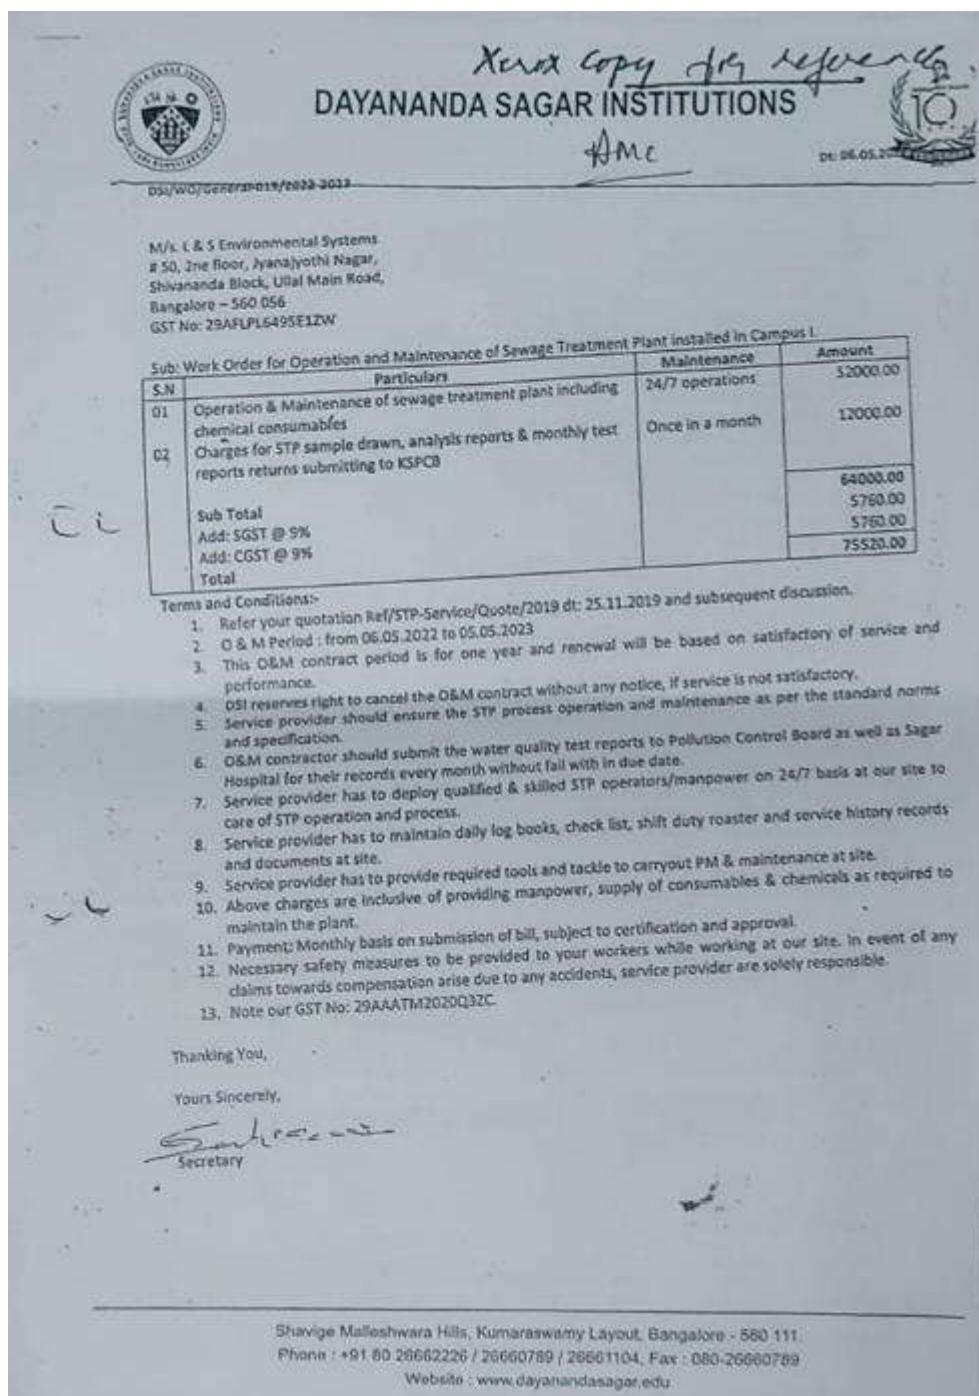 Xerox copy for reference
DAYANANDA SAGAR INSTITUTIONS
AMC
Dt: 06.05.
DSI/WO/General-019/2022-2023
M/s. L & S Environmental Systems
# 50, 2ne floor, Jyanajyothi Nagar,
Shivananda Block, Ullal Main Road,
Bangalore – 560 056
GST No: 29AFLPL6495E1ZW
Sub: Work Order for Operation and Maintenance of Sewage Treatment Plant installed in Campus I.
S.N Particulars Maintenance Amount
01 Operation & Maintenance of sewage treatment plant including chemical consumables 24/7 operations 52000.00
02 Charges for STP sample drawn, analysis reports & monthly test reports returns submitting to KSPCB Once in a month 12000.00
Sub Total 64000.00
Add: SGST @ 9% 5760.00
Add: CGST @ 9% 5760.00
Total 75520.00
Terms and Conditions:-
1. Refer your quotation Ref/STP-Service/Quote/2019 dt: 25.11.2019 and subsequent discussion.
2. O & M Period : from 06.05.2022 to 05.05.2023
3. This O&M contract period is for one year and renewal will be based on satisfactory of service and
performance.
4. DSI reserves right to cancel the O&M contract without any notice, if service is not satisfactory.
5. Service provider should ensure the STP process operation and maintenance as per the standard norms
and specification.
6. O&M contractor should submit the water quality test reports to Pollution Control Board as well as Sagar
Hospital for their records every month without fail with in due date.
7. Service provider has to deploy qualified & skilled STP operators/manpower on 24/7 basis at our site to
care of STP operation and process.
8. Service provider has to maintain daily log books, check list, shift duty roaster and service history records
and documents at site.
9. Service provider has to provide required tools and tackle to carryout PM & maintenance at site.
10. Above charges are inclusive of providing manpower, supply of consumables & chemicals as required to
maintain the plant.
11. Payment: Monthly basis on submission of bill, subject to certification and approval.
12. Necessary safety measures to be provided to your workers while working at our site. In event of any
claims towards compensation arise due to any accidents, service provider are solely responsible.
13. Note our GST No: 29AAATM2020Q3ZC.
Thanking You,
Yours Sincerely,
Secretary
Shavige Malleshwara Hills, Kumaraswamy Layout, Bangalore - 560 111.
Phone : +91 80 26662226 / 26660789 / 26661104, Fax : 080-26660789
Website : www.dayanandasagar.edu